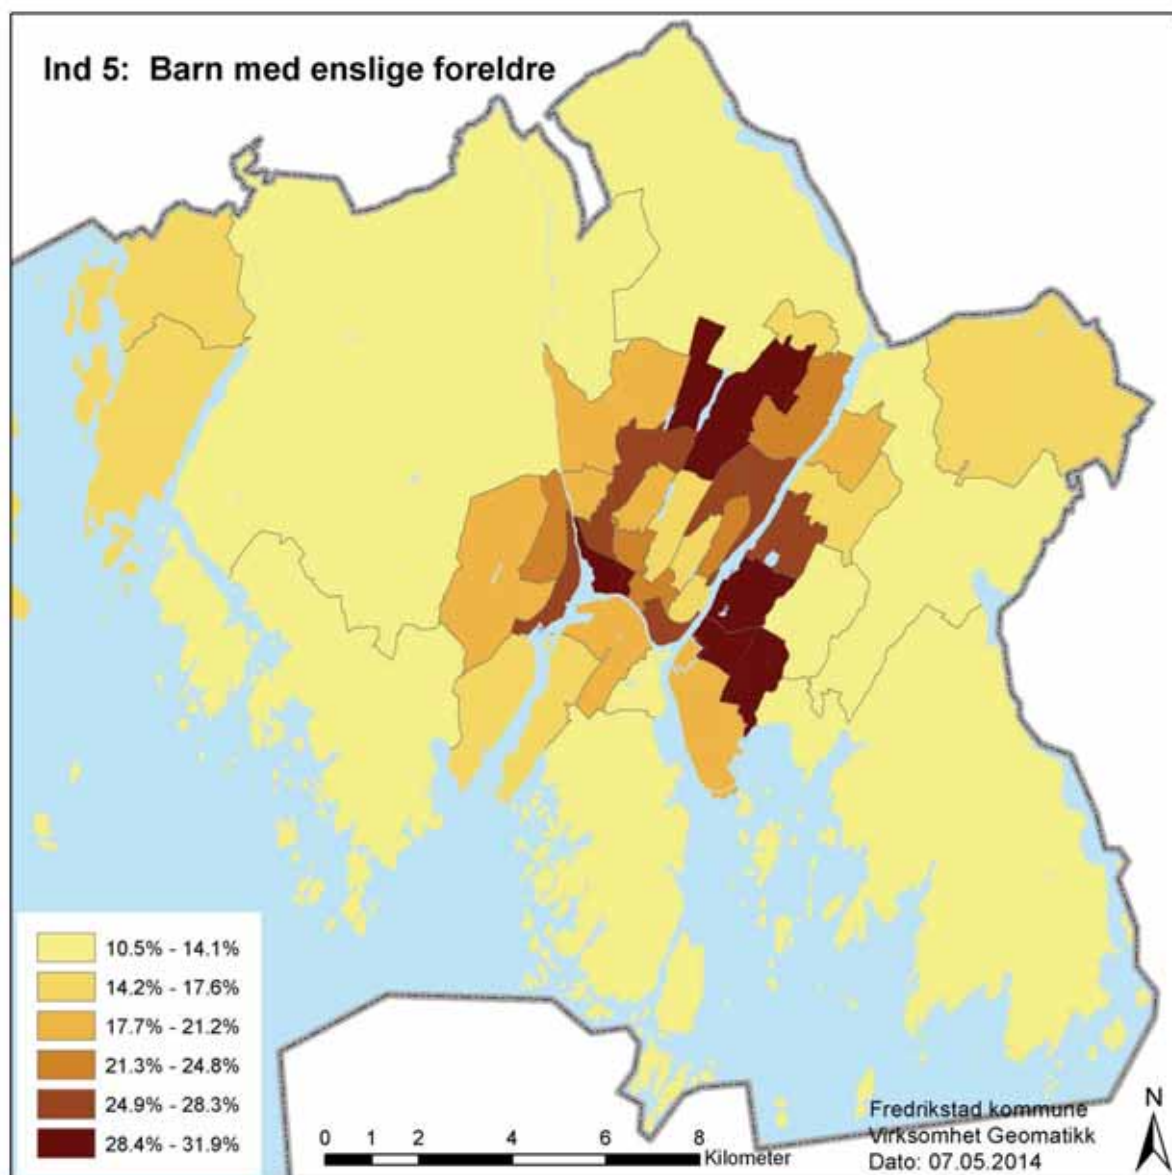 Ind 5: Barn med enslige foreldre
10.5% - 14.1%
14.2% - 17.6%
17.7% - 21.2%
21.3% - 24.8%
24.9% - 28.3%
28.4% - 31.9%
0 1 2 4 6 8
Kilometer
Fredrikstad kommune
Virksomhet Geomatikk
Dato: 07.05.2014
N